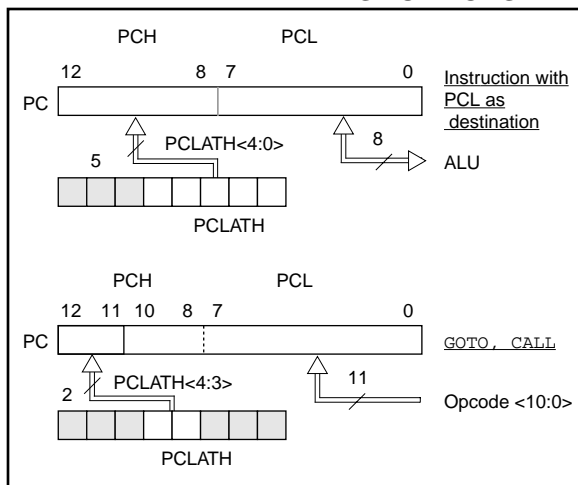 PCH PCL
12 8 7 0
Instruction with
PCL as
destination
PC
PCLATH<4:0>
5
8
ALU
PCLATH
PCH PCL
12 11 10 8 7 0
PC
GOTO, CALL
PCLATH<4:3>
2
11
Opcode <10:0>
PCLATH